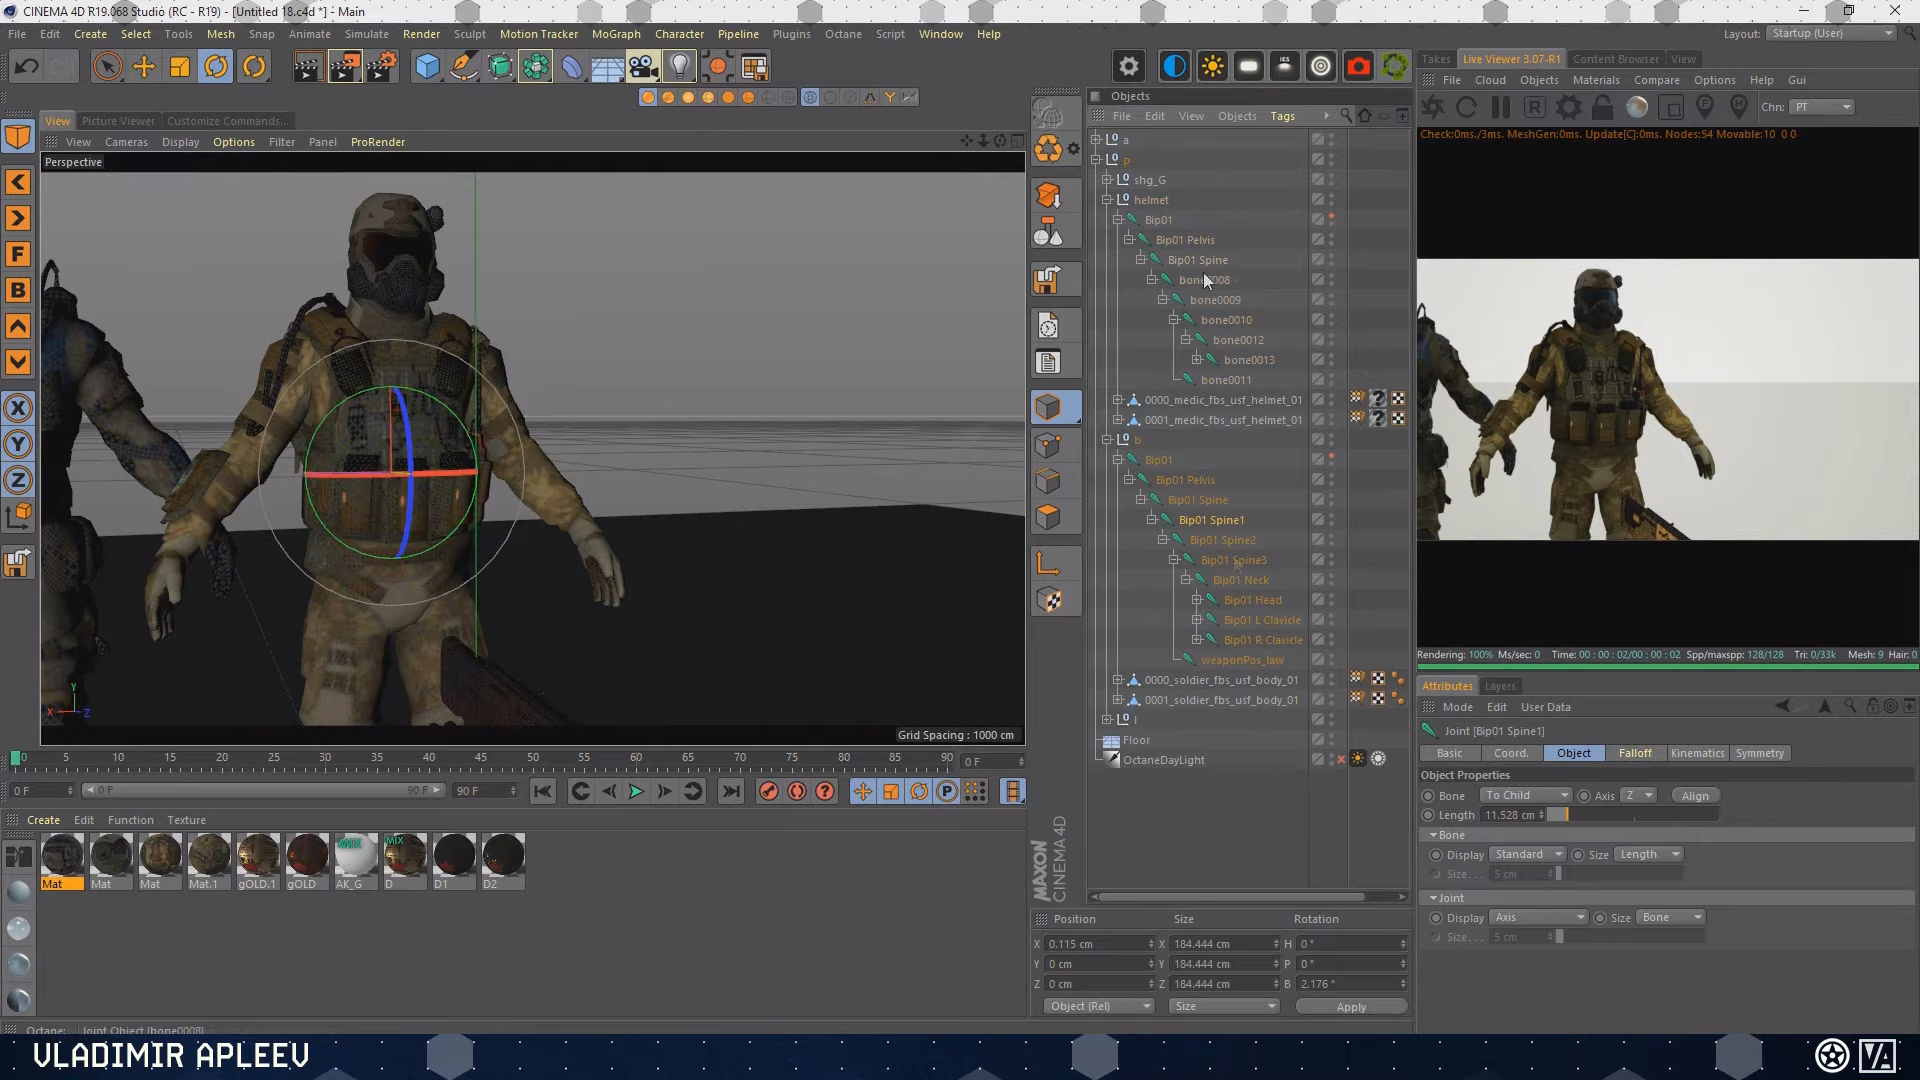 CINEMA 4D R19.068 Studio (RC - R19) - [Untitled 18.c4d *] - Main
File Edit Create Select Tools Mesh Snap Animate Simulate Render Sculpt Motion Tracker MoGraph Character Pipeline Plugins Octane Script Window Help
Layout: Startup (User)
Takes Live Viewer 3.07-R1 Content Browser View
File Cloud Objects Materials Compare Options Help Gui
Chn: PT
Check:0ms./3ms. MeshGen:0ms. Update[C]:0ms. Nodes:54 Movable:10 0 0
Objects
File Edit View Objects Tags
View Picture Viewer Customize Commands...
View Cameras Display Options Filter Panel ProRender
Perspective
a
p
shg_G
helmet
Bip01
Bip01 Pelvis
Bip01 Spine
bone0008
bone0009
bone0010
bone0012
bone0013
bone0011
0000_medic_fbs_usf_helmet_01
0001_medic_fbs_usf_helmet_01
b
Bip01
Bip01 Pelvis
Bip01 Spine
Bip01 Spine1
Bip01 Spine2
Bip01 Spine3
Bip01 Neck
Bip01 Head
Bip01 L Clavicle
Bip01 R Clavicle
weaponPos_law
0000_soldier_fbs_usf_body_01
0001_soldier_fbs_usf_body_01
l
Floor
OctaneDayLight
Y
X Z
Grid Spacing : 1000 cm
0 5 10 15 20 25 30 35 40 45 50 55 60 65 70 75 80 85 90 0 F
0 F 0 F 90 F 90 F
Create Edit Function Texture
Mat Mat Mat Mat.1 gOLD.1 gOLD AK_G D D1 D2
MIX MIX
MAXON
CINEMA 4D
Rendering: 100% Ms/sec: 0 Time: 00 : 00 : 02/00 : 00 : 02 Spp/maxspp: 128/128 Tri: 0/33k Mesh: 9 Hair: 0
Attributes Layers
Mode Edit User Data
Joint [Bip01 Spine1]
Basic Coord. Object Falloff Kinematics Symmetry
Object Properties
Bone To Child Axis Z Align
Length 11.528 cm
Bone
Display Standard Size Length
Size. . . 5 cm
Joint
Display Axis Size Bone
Size. . . 5 cm
Position Size Rotation
X 0.115 cm X 184.444 cm H 0 °
Y 0 cm Y 184.444 cm P 0 °
Z 0 cm Z 184.444 cm B 2.176 °
Object (Rel) Size Apply
Octane: Joint Object [bone0008]
VLADIMIR APLEEV
VA